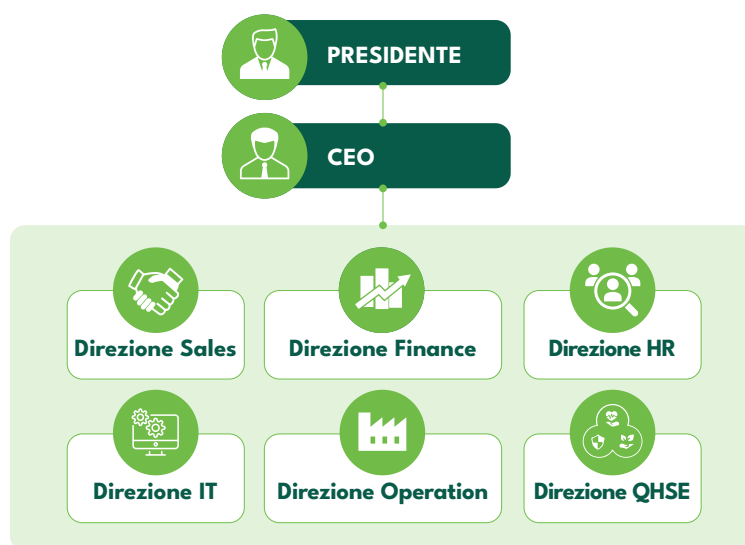 PRESIDENTE
CEO
Direzione Sales
Direzione Finance
Direzione HR
Direzione IT
Direzione Operation
Direzione QHSE